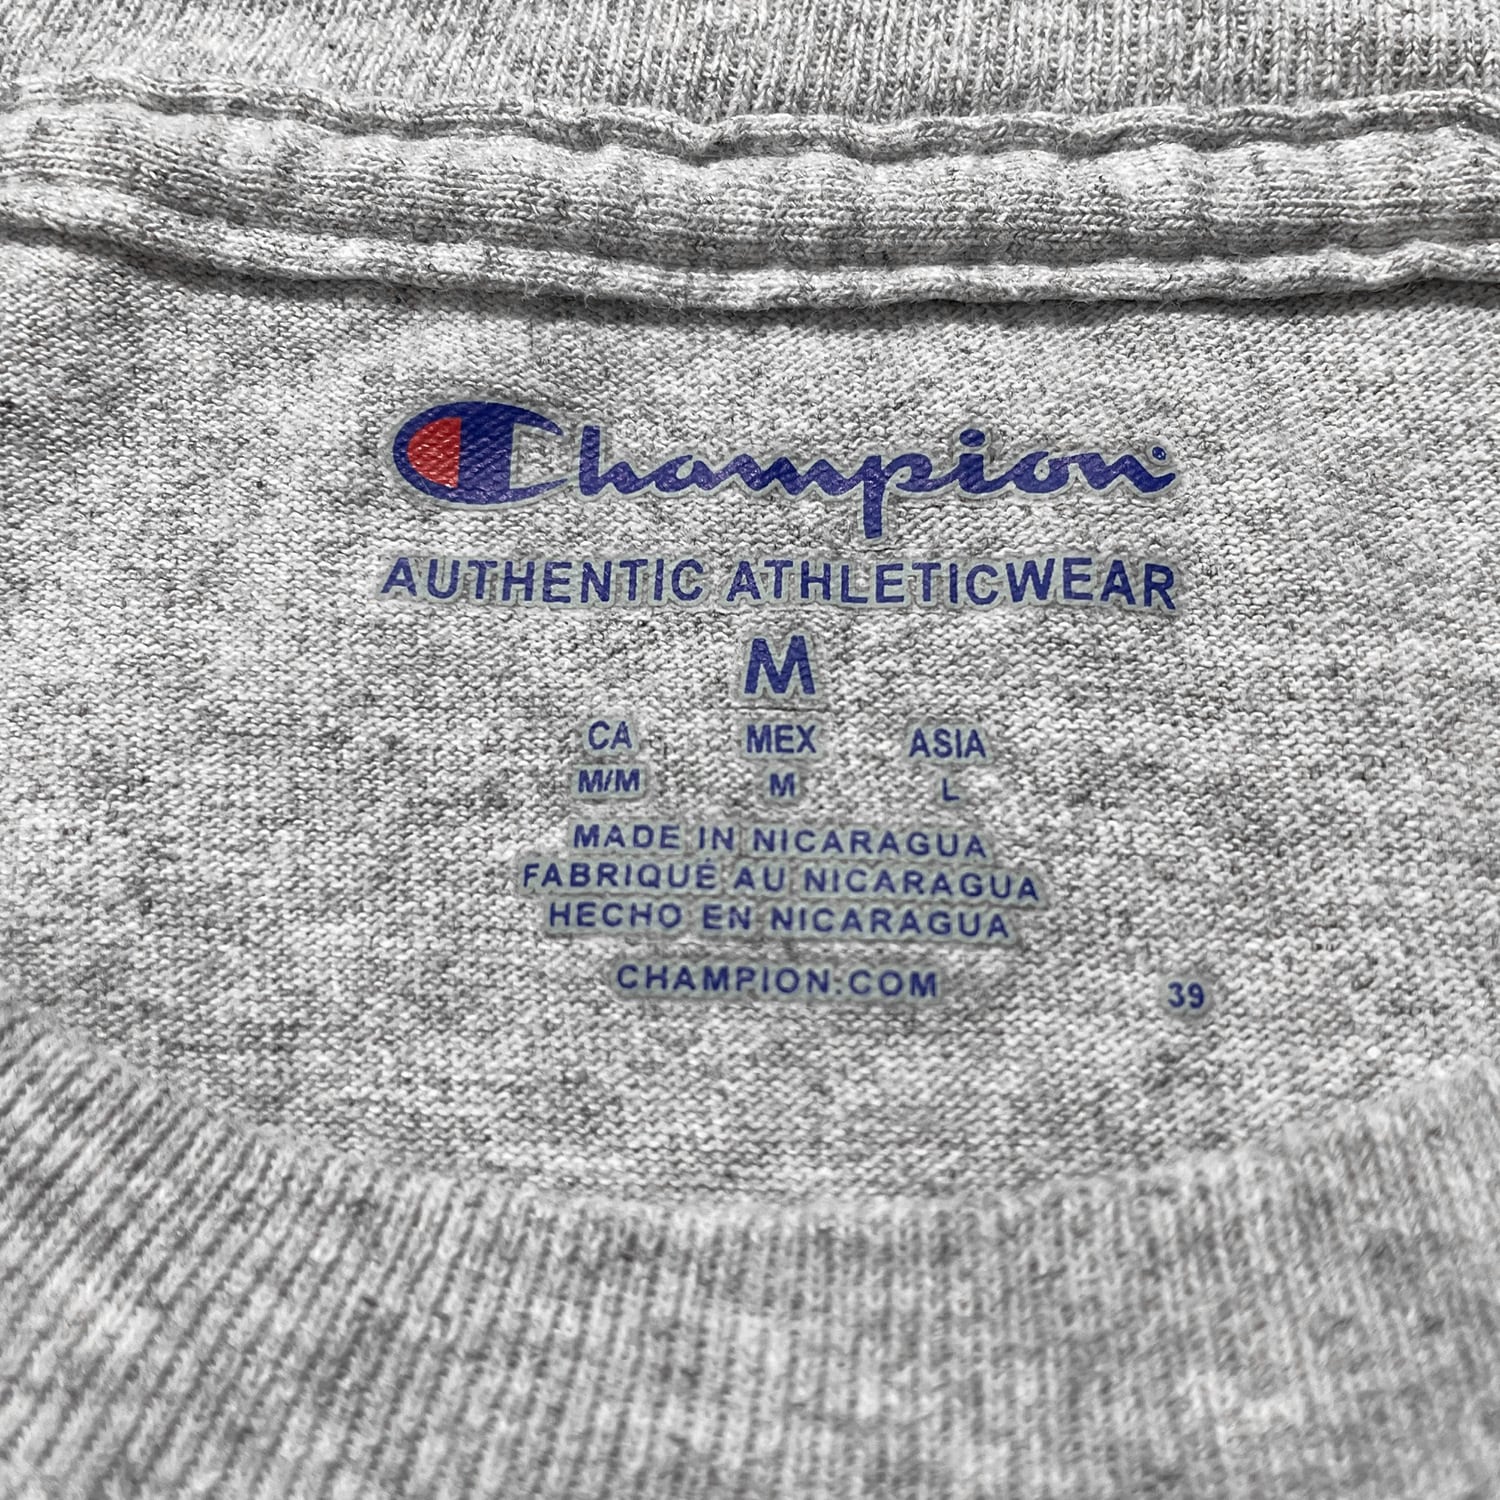 Champion®
AUTHENTIC ATHLETICWEAR
M
CA MEX ASIA
M/M M L
MADE IN NICARAGUA
FABRIQUÉ AU NICARAGUA
HECHO EN NICARAGUA
CHAMPION.COM 39